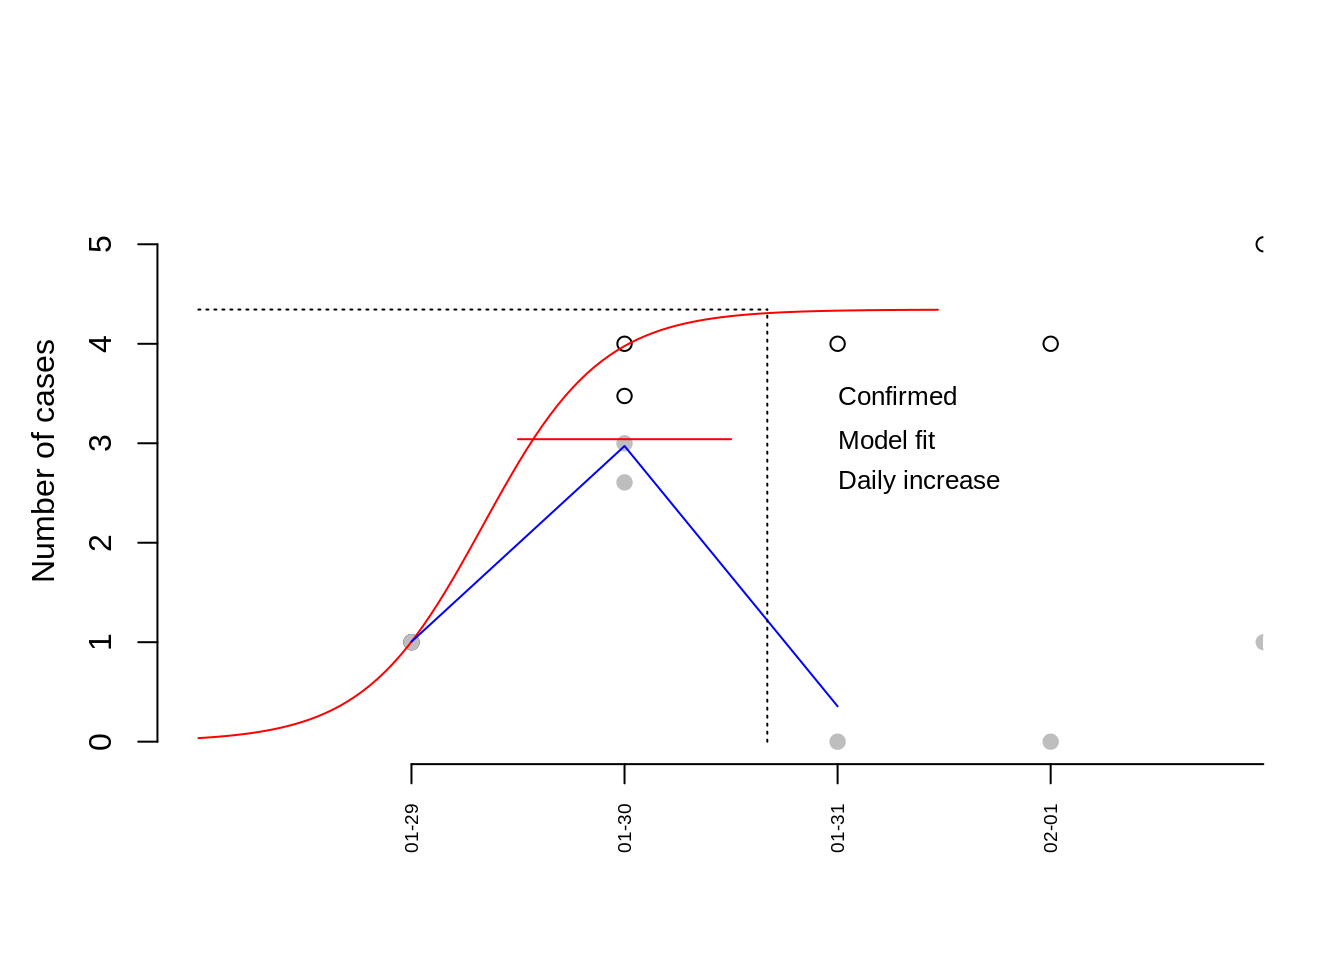 Number of cases
5
4
3
2
1
0
Confirmed
Model fit
Daily increase
01-29
01-30
01-31
02-01